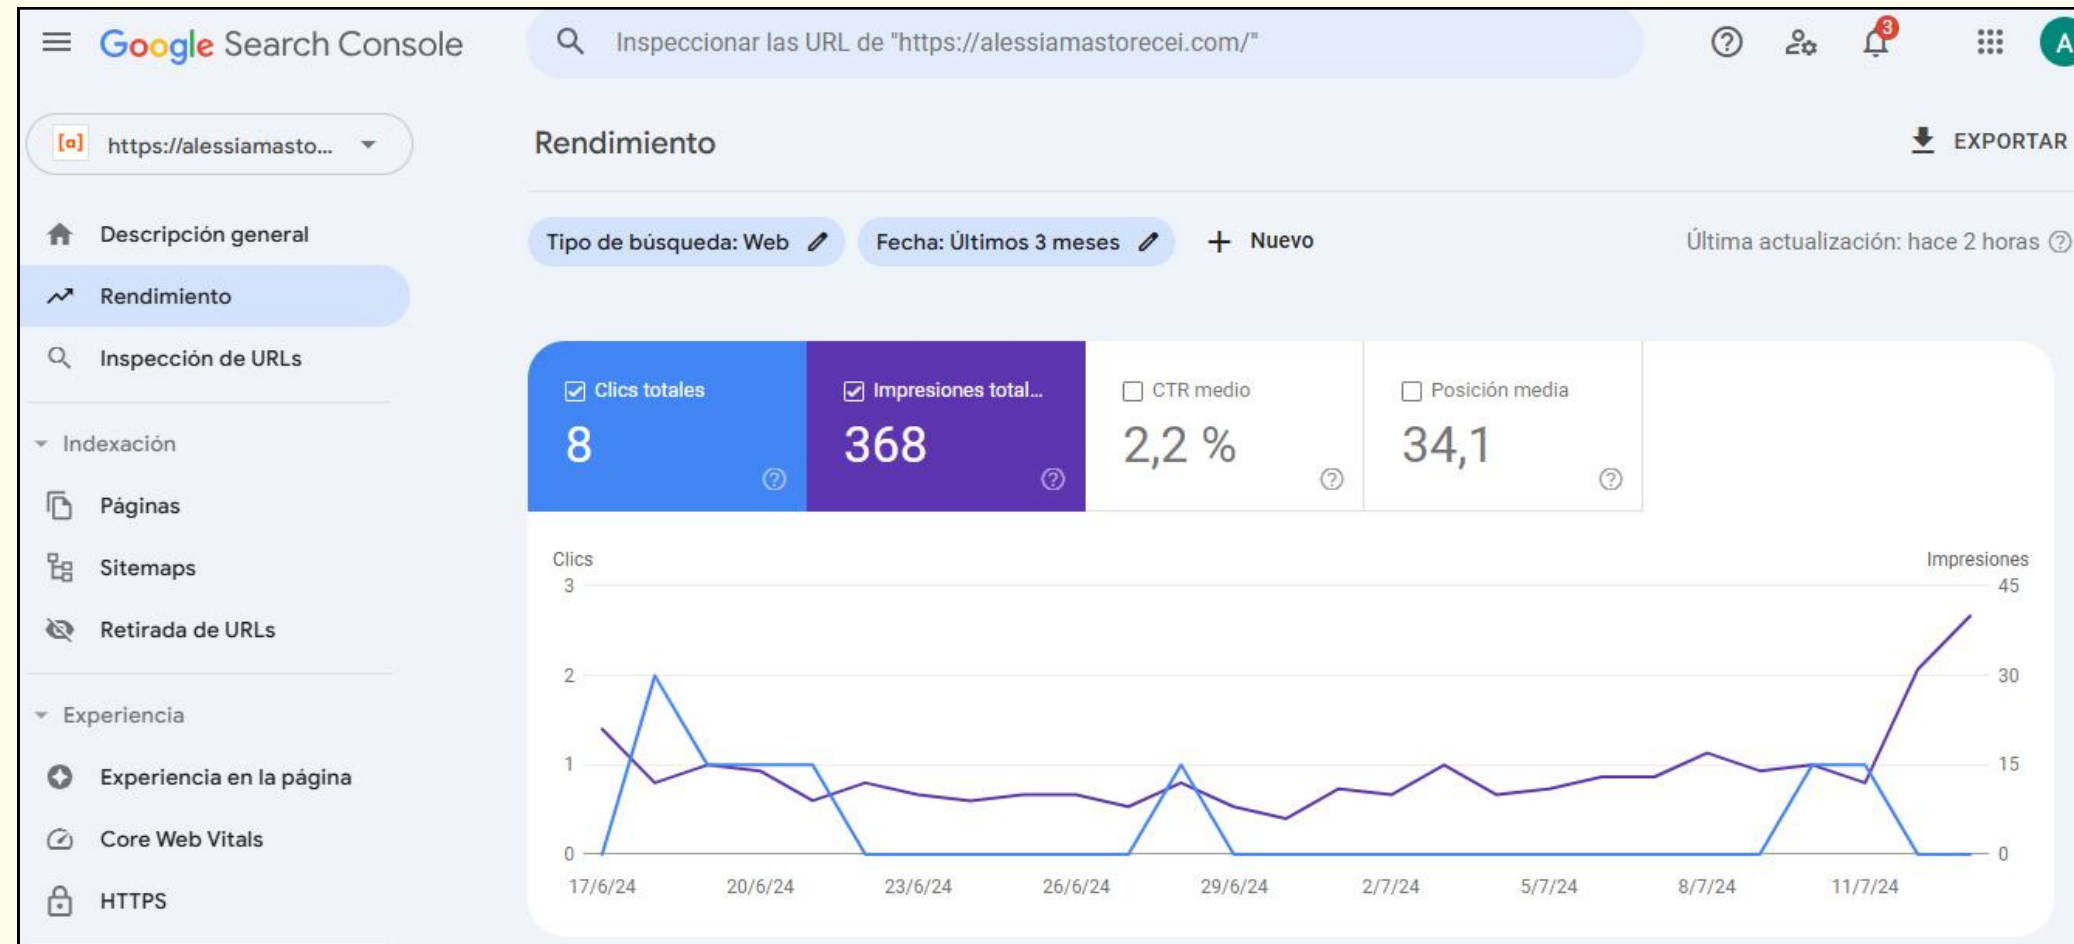 Google Search Console
Inspeccionar las URL de "https://alessiamastorecei.com/"
3
A
[a] https://alessiamasto...
Rendimiento
EXPORTAR
Tipo de búsqueda: Web
Fecha: Últimos 3 meses
+ Nuevo
Última actualización: hace 2 horas
Descripción general
Rendimiento
Inspección de URLs
Indexación
Páginas
Sitemaps
Retirada de URLs
Experiencia
Experiencia en la página
Core Web Vitals
HTTPS
Clics totales
8
Impresiones total...
368
CTR medio
2,2 %
Posición media
34,1
Clics
Impresiones
3
45
2
30
1
15
0
0
17/6/24
20/6/24
23/6/24
26/6/24
29/6/24
2/7/24
5/7/24
8/7/24
11/7/24